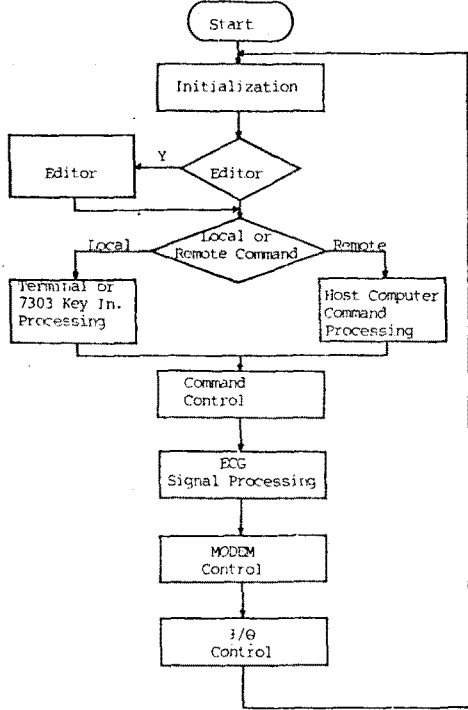 Start
Initialization
Y
Editor
Editor
Local or
Remote Command
Local
Remote
Terminal or
7303 Key In.
Processing
Host Computer
Command
Processing
Command
Control
ECG
Signal Processing
MODEM
Control
I/O
Control